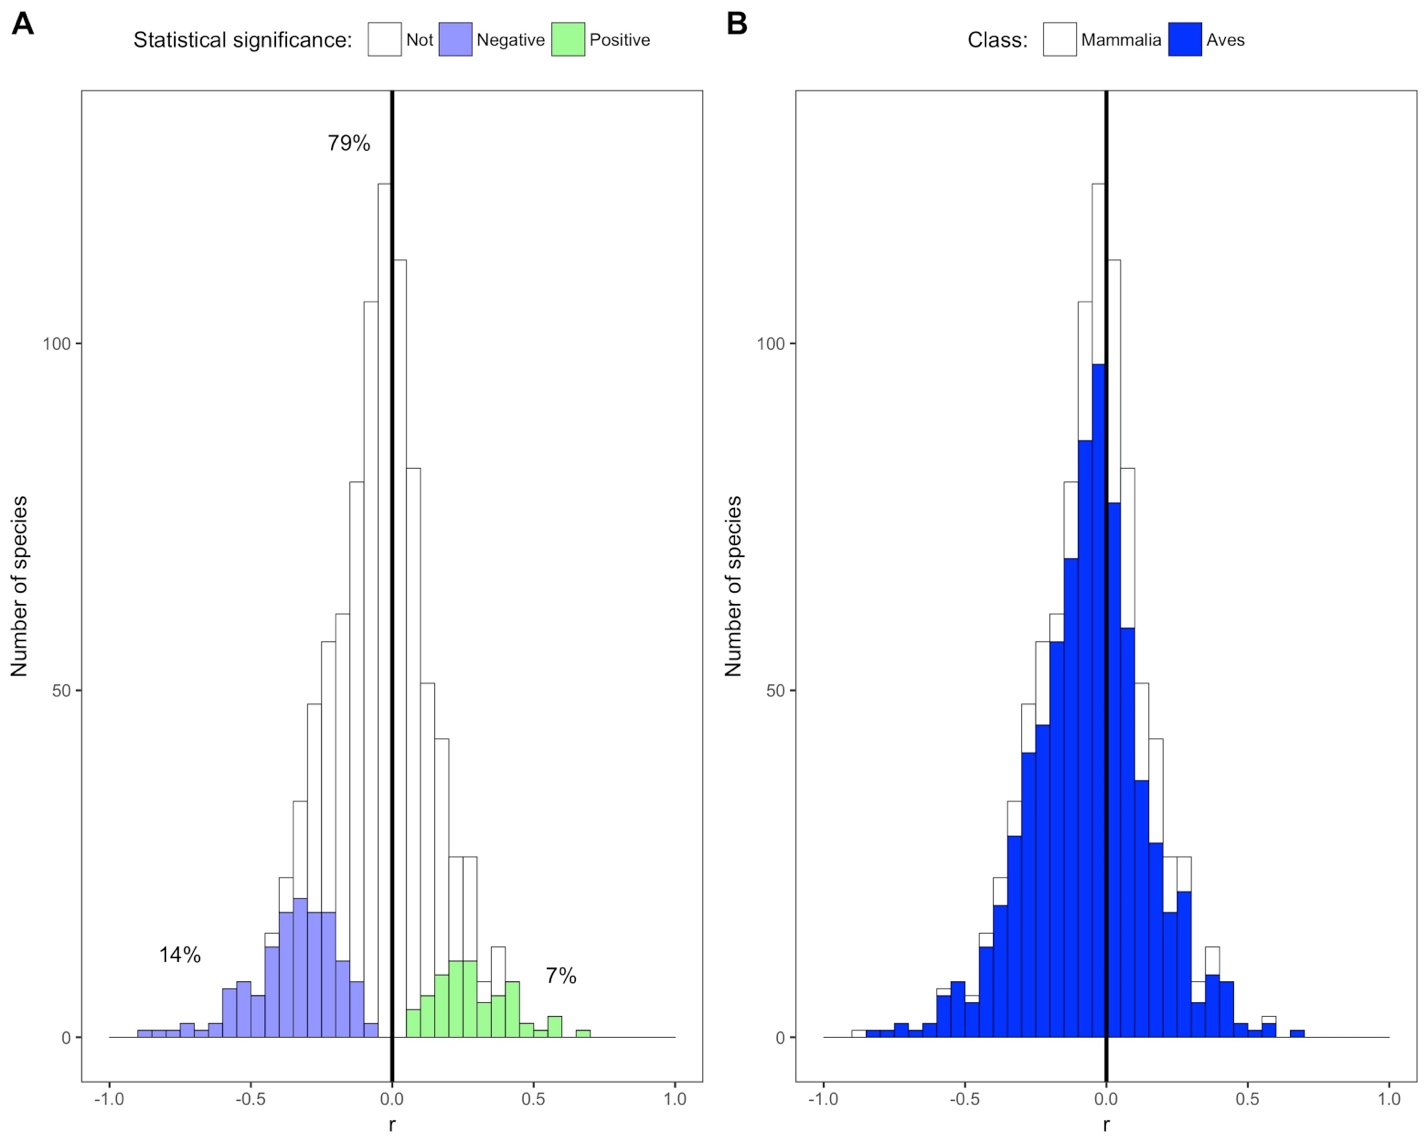 A
Statistical significance: Not Negative Positive
79%
14%
7%
Number of species
100
50
0
-1.0 -0.5 0.0 0.5 1.0
r
B
Class: Mammalia Aves
Number of species
100
50
0
-1.0 -0.5 0.0 0.5 1.0
r